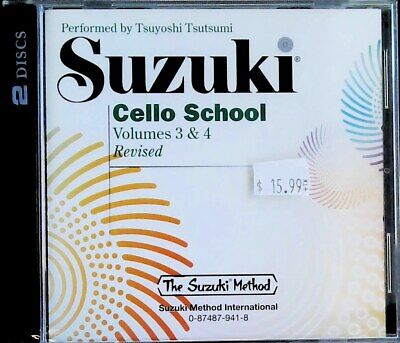 2 DISCS
Performed by Tsuyoshi Tsutsumi
Suzuki®
Cello School
Volumes 3 & 4
Revised
$ 15.99
The Suzuki Method
Suzuki Method International
0-87487-941-8